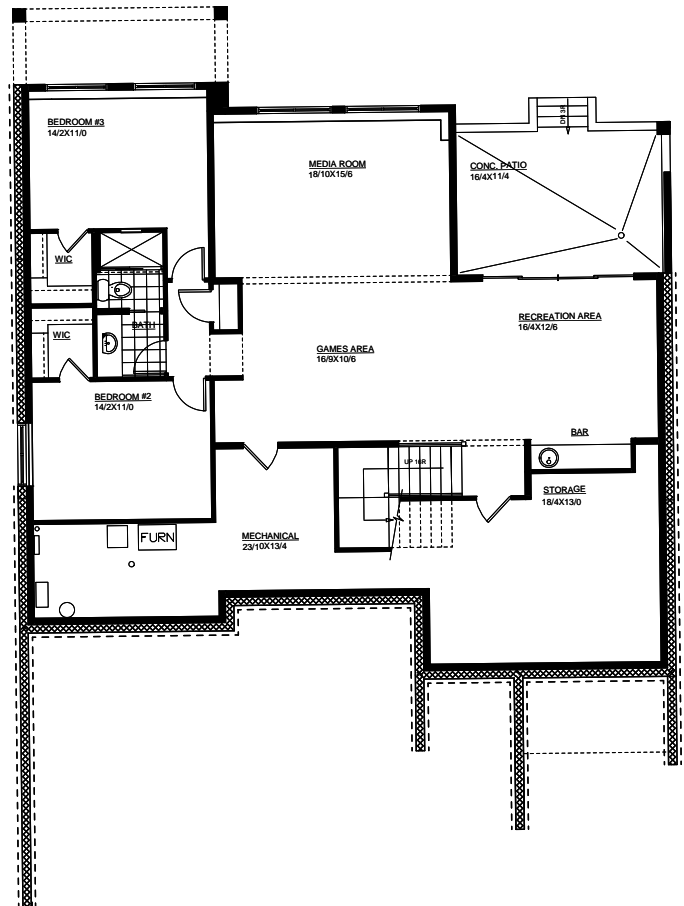 DN 3R
BEDROOM #3
14/2X11/0
MEDIA ROOM
18/10X15/6
CONC. PATIO
16/4X11/4
WIC
RECREATION AREA
16/4X12/6
BATH
WIC
GAMES AREA
16/9X10/6
BEDROOM #2
14/2X11/0
BAR
UP 16R
STORAGE
18/4X13/0
MECHANICAL
23/10X13/4
FURN